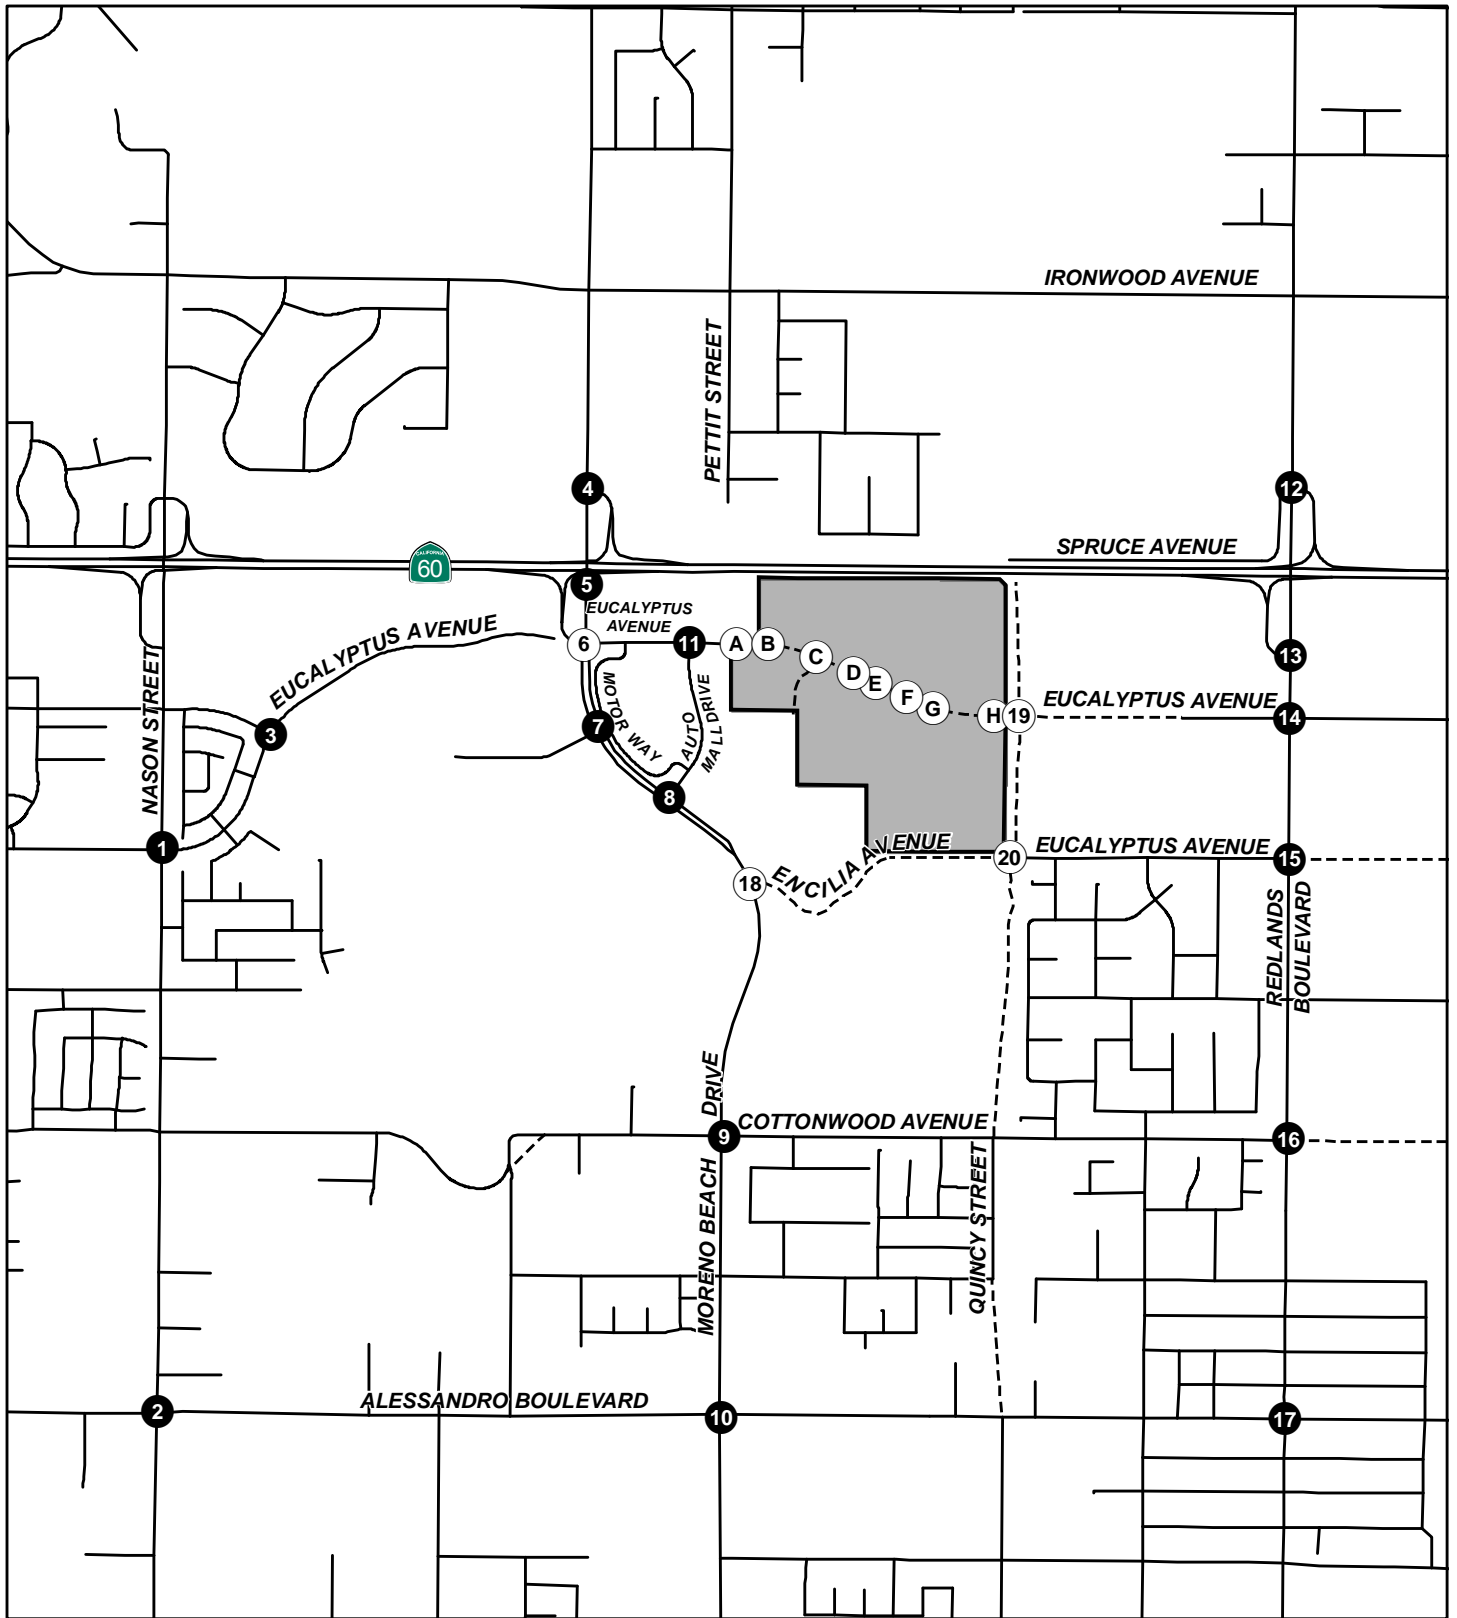 IRONWOOD AVENUE
PETTIT STREET
4
12
SPRUCE AVENUE
CALIFORNIA
60
5
EUCALYPTUS
AVENUE
EUCALYPTUS AVENUE
6
11
A
B
C
D
E
F
G
H
19
13
EUCALYPTUS AVENUE
14
NASON STREET
3
MOTOR WAY
7
AUTO
MALL DRIVE
8
1
ENCILIA AVENUE
18
20
EUCALYPTUS AVENUE
15
REDLANDS
BOULEVARD
MORENO BEACH DRIVE
9
COTTONWOOD AVENUE
16
QUINCY STREET
2
ALESSANDRO BOULEVARD
10
17